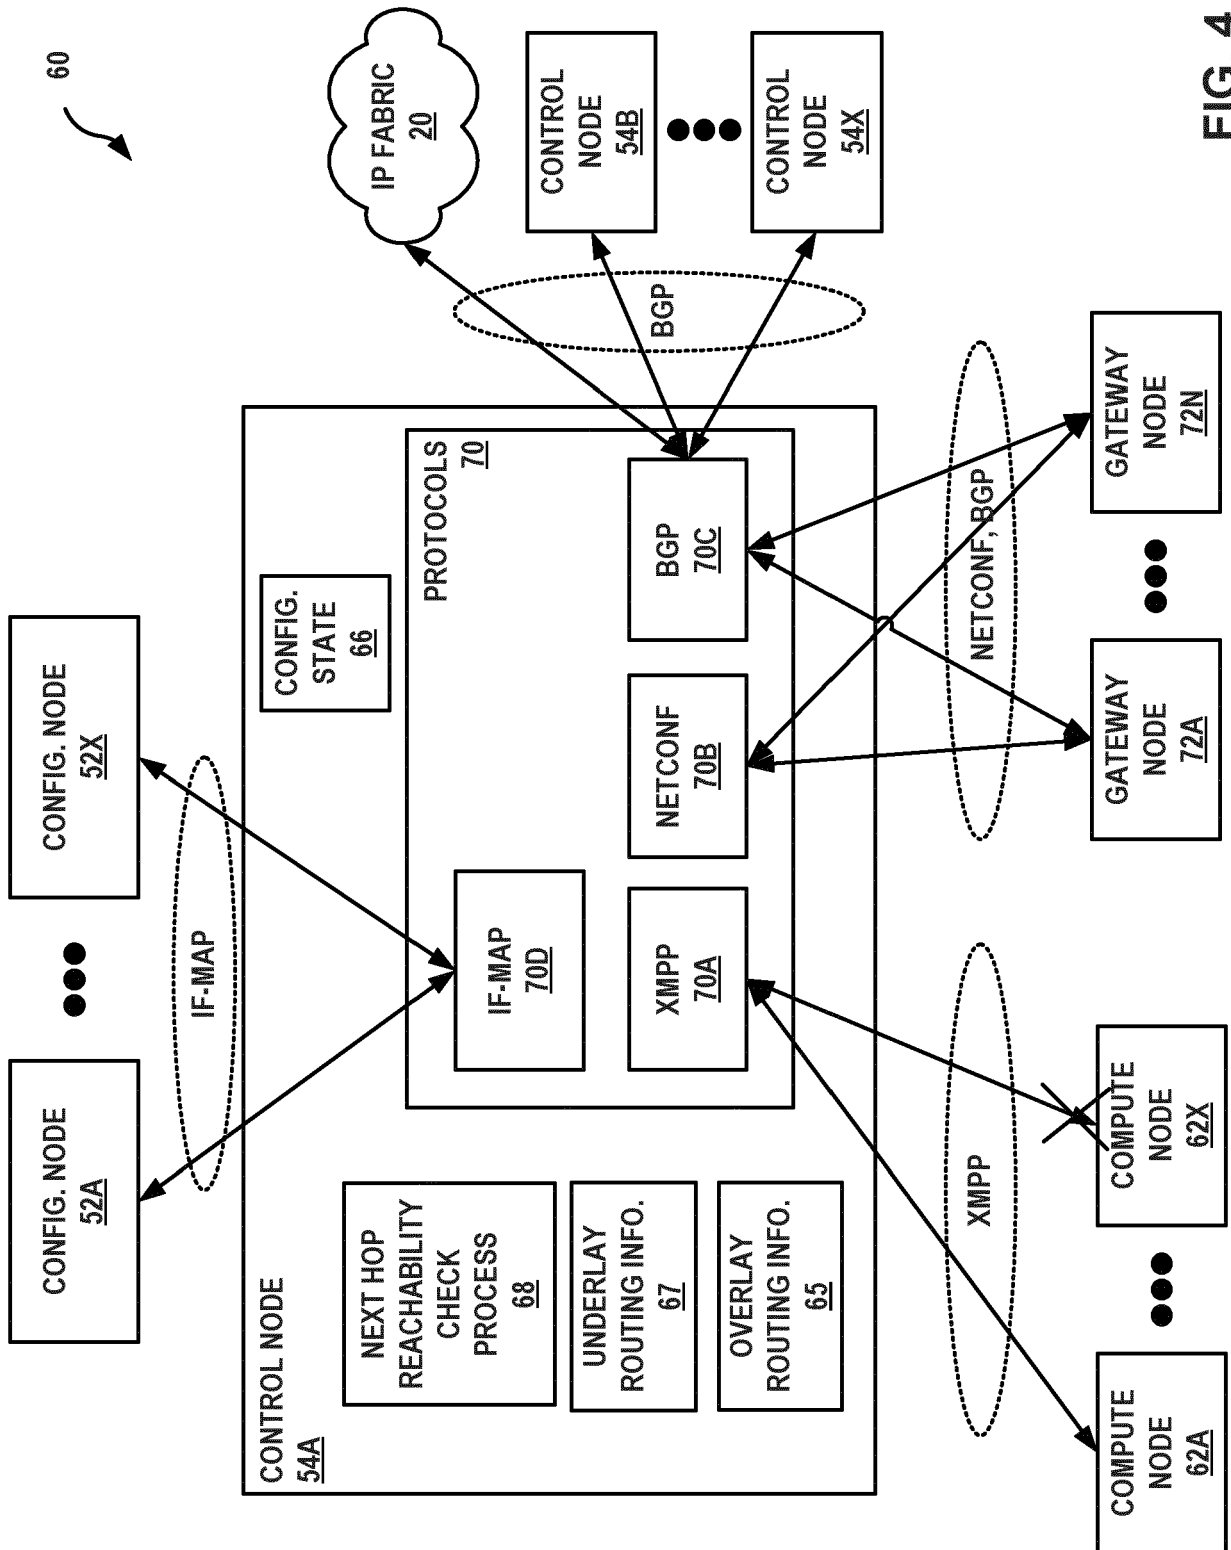 60
CONFIG. NODE
52A
CONFIG. NODE
52X
IF-MAP
CONTROL NODE
54A
NEXT HOP
REACHABILITY
CHECK
PROCESS
68
UNDERLAY
ROUTING INFO.
67
OVERLAY
ROUTING INFO.
65
CONFIG.
STATE
66
PROTOCOLS
70
IF-MAP
70D
XMPP
70A
NETCONF
70B
BGP
70C
BGP
IP FABRIC
20
CONTROL
NODE
54B
CONTROL
NODE
54X
XMPP
NETCONF, BGP
COMPUTE
NODE
62A
COMPUTE
NODE
62X
GATEWAY
NODE
72A
GATEWAY
NODE
72N
FIG. 4